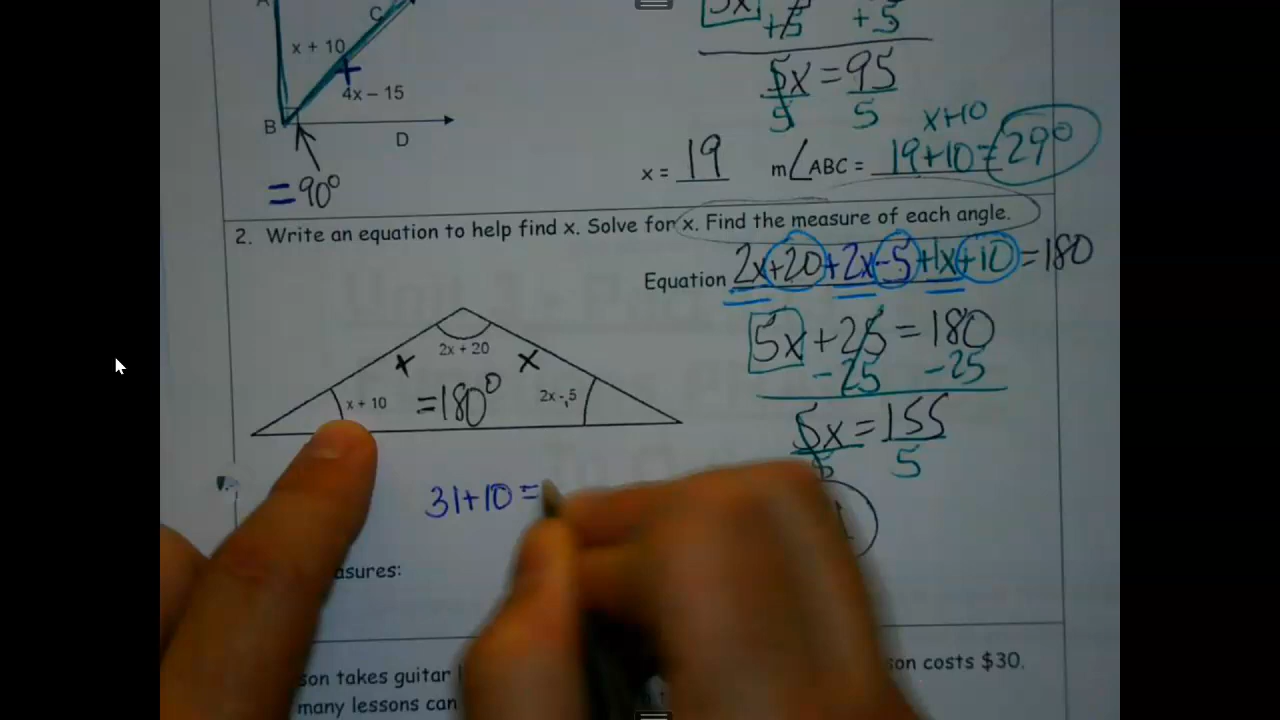 C
x + 10
4x – 15
B
D
= 90°
+5 +5
5x = 95
5 5
x+10
x = 19 m∠ABC = 19+10 = 29°
2. Write an equation to help find x. Solve for x. Find the measure of each angle.
Equation 2x+20+2x-5+1x+10=180
2x + 20
x + 10
=180°
2x - 5
5x+25=180
-25 -25
5x=155
5 5
31+10=
asures:
son takes guitar
son costs $30.
many lessons can